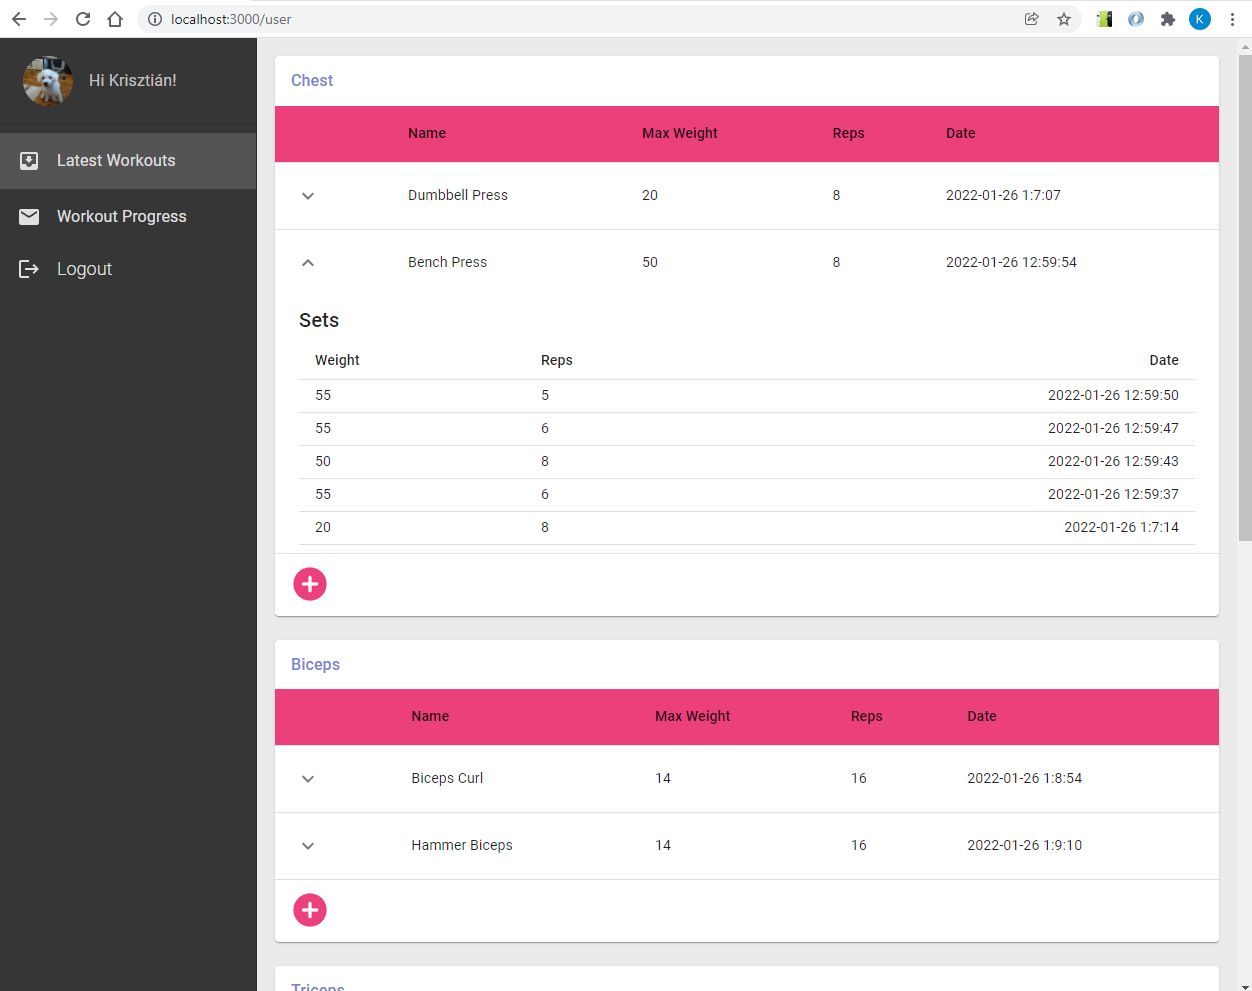 localhost:3000/user
K
Hi Krisztián!
Latest Workouts
Workout Progress
Logout
Chest
Name Max Weight Reps Date
Dumbbell Press 20 8 2022-01-26 1:7:07
Bench Press 50 8 2022-01-26 12:59:54
Sets
Weight Reps Date
55 5 2022-01-26 12:59:50
55 6 2022-01-26 12:59:47
50 8 2022-01-26 12:59:43
55 6 2022-01-26 12:59:37
20 8 2022-01-26 1:7:14
Biceps
Name Max Weight Reps Date
Biceps Curl 14 16 2022-01-26 1:8:54
Hammer Biceps 14 16 2022-01-26 1:9:10
Triceps